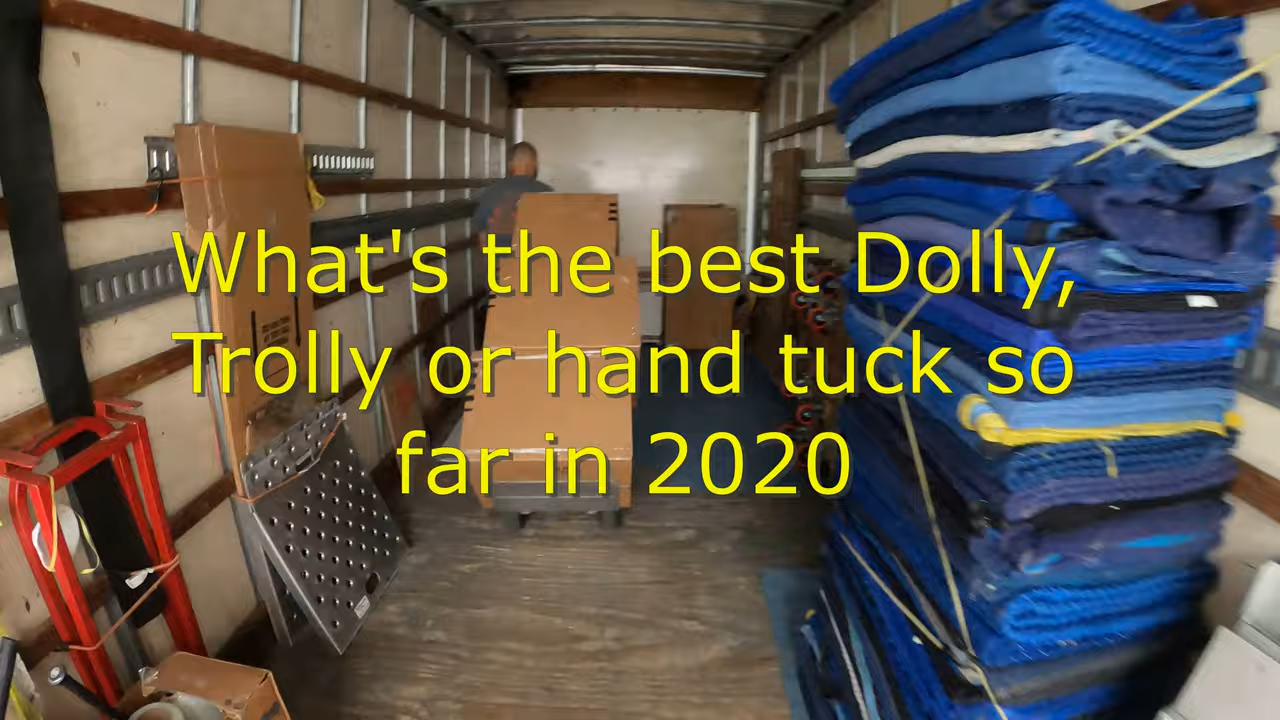 What's the best Dolly,
Trolly or hand tuck so
far in 2020